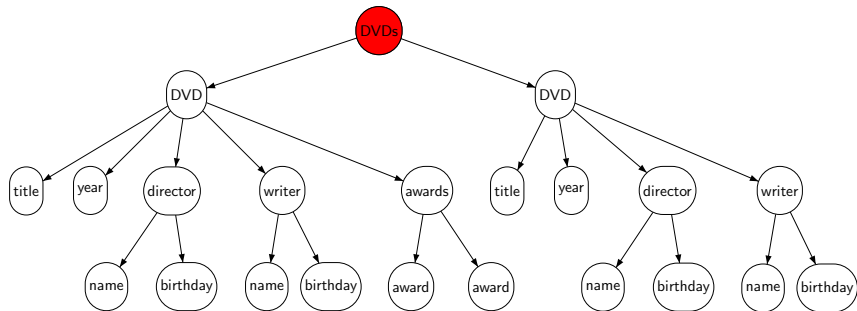 DVDs
DVD DVD
title year director writer awards title year director writer
name birthday name birthday award award name birthday name birthday